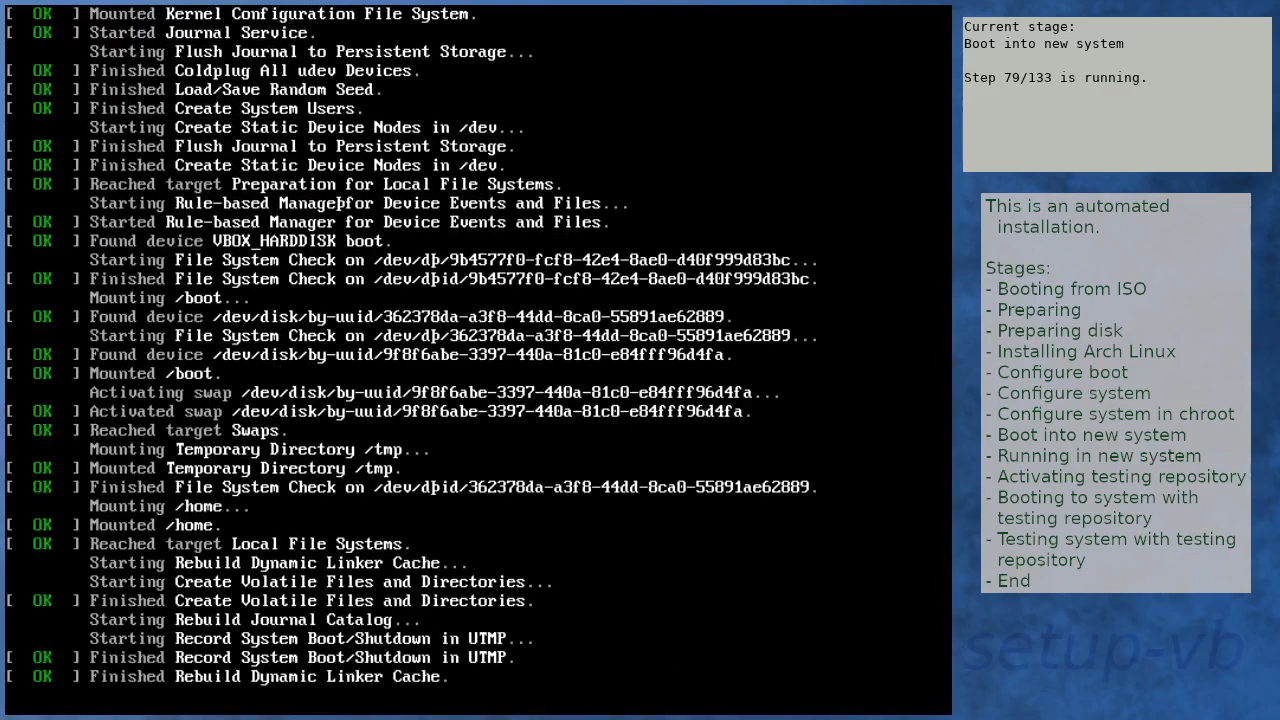 [  OK  ] Mounted Kernel Configuration File System.
[  OK  ] Started Journal Service.
Starting Flush Journal to Persistent Storage...
[  OK  ] Finished Coldplug All udev Devices.
[  OK  ] Finished Load/Save Random Seed.
[  OK  ] Finished Create System Users.
Starting Create Static Device Nodes in /dev...
[  OK  ] Finished Flush Journal to Persistent Storage.
[  OK  ] Finished Create Static Device Nodes in /dev.
[  OK  ] Reached target Preparation for Local File Systems.
Starting Rule-based Manageþfor Device Events and Files...
[  OK  ] Started Rule-based Manager for Device Events and Files.
[  OK  ] Found device VBOX_HARDDISK boot.
Starting File System Check on /dev/dþ/9b4577f0-fcf8-42e4-8ae0-d40f999d83bc...
[  OK  ] Finished File System Check on /dev/dþid/9b4577f0-fcf8-42e4-8ae0-d40f999d83bc.
Mounting /boot...
[  OK  ] Found device /dev/disk/by-uuid/362378da-a3f8-44dd-8ca0-55891ae62889.
Starting File System Check on /dev/dþ/362378da-a3f8-44dd-8ca0-55891ae62889...
[  OK  ] Found device /dev/disk/by-uuid/9f8f6abe-3397-440a-81c0-e84fff96d4fa.
[  OK  ] Mounted /boot.
Activating swap /dev/disk/by-uuid/9f8f6abe-3397-440a-81c0-e84fff96d4fa...
[  OK  ] Activated swap /dev/disk/by-uuid/9f8f6abe-3397-440a-81c0-e84fff96d4fa.
[  OK  ] Reached target Swaps.
Mounting Temporary Directory /tmp...
[  OK  ] Mounted Temporary Directory /tmp.
[  OK  ] Finished File System Check on /dev/dþid/362378da-a3f8-44dd-8ca0-55891ae62889.
Mounting /home...
[  OK  ] Mounted /home.
[  OK  ] Reached target Local File Systems.
Starting Rebuild Dynamic Linker Cache...
Starting Create Volatile Files and Directories...
[  OK  ] Finished Create Volatile Files and Directories.
Starting Rebuild Journal Catalog...
Starting Record System Boot/Shutdown in UTMP...
[  OK  ] Finished Record System Boot/Shutdown in UTMP.
[  OK  ] Finished Rebuild Dynamic Linker Cache.
Current stage:
Boot into new system
Step 79/133 is running.
This is an automated
installation.
Stages:
- Booting from ISO
- Preparing
- Preparing disk
- Installing Arch Linux
- Configure boot
- Configure system
- Configure system in chroot
- Boot into new system
- Running in new system
- Activating testing repository
- Booting to system with
testing repository
- Testing system with testing
repository
- End
setup-vb